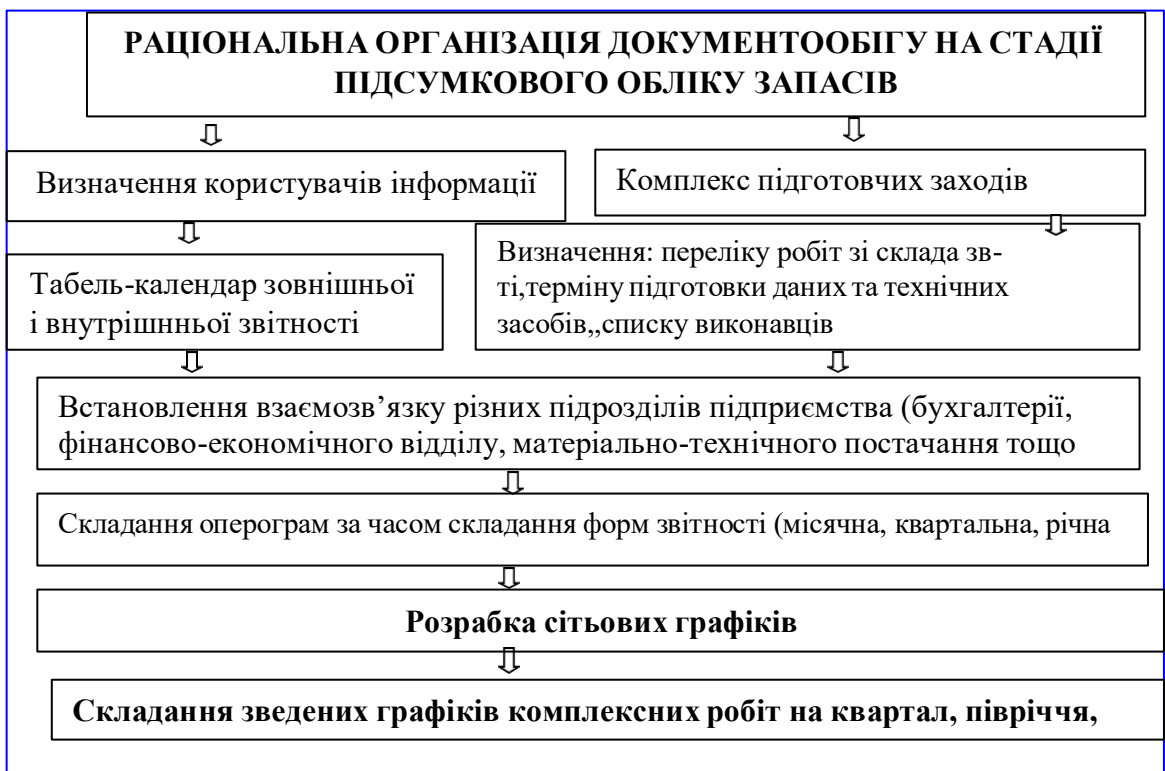 РАЦІОНАЛЬНА ОРГАНІЗАЦІЯ ДОКУМЕНТООБІГУ НА СТАДІЇ
ПІДСУМКОВОГО ОБЛІКУ ЗАПАСІВ
Визначення користувачів інформації
Комплекс підготовчих заходів
Табель-календар зовнішньої
і внутрішнньої звітності
Визначення: переліку робіт зі склада зв-
ті,терміну підготовки даних та технічних
засобів,,списку виконавців
Встановлення взаємозв’язку різних підрозділів підприємства (бухгалтерії,
фінансово-економічного відділу, матеріально-технічного постачання тощо
Складання оперограм за часом складання форм звітності (місячна, квартальна, річна
Розрабка сітьових графіків
Складання зведених графіків комплексних робіт на квартал, півріччя,